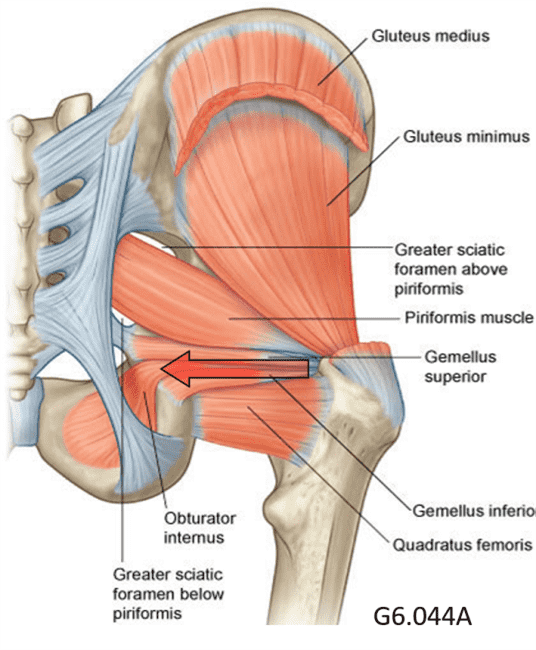 Gluteus medius
Gluteus minimus
Greater sciatic
foramen above
piriformis
Piriformis muscle
Gemellus
superior
Gemellus inferio
Quadratus femoris
Obturator
internus
Greater sciatic
foramen below
piriformis
G6.044A